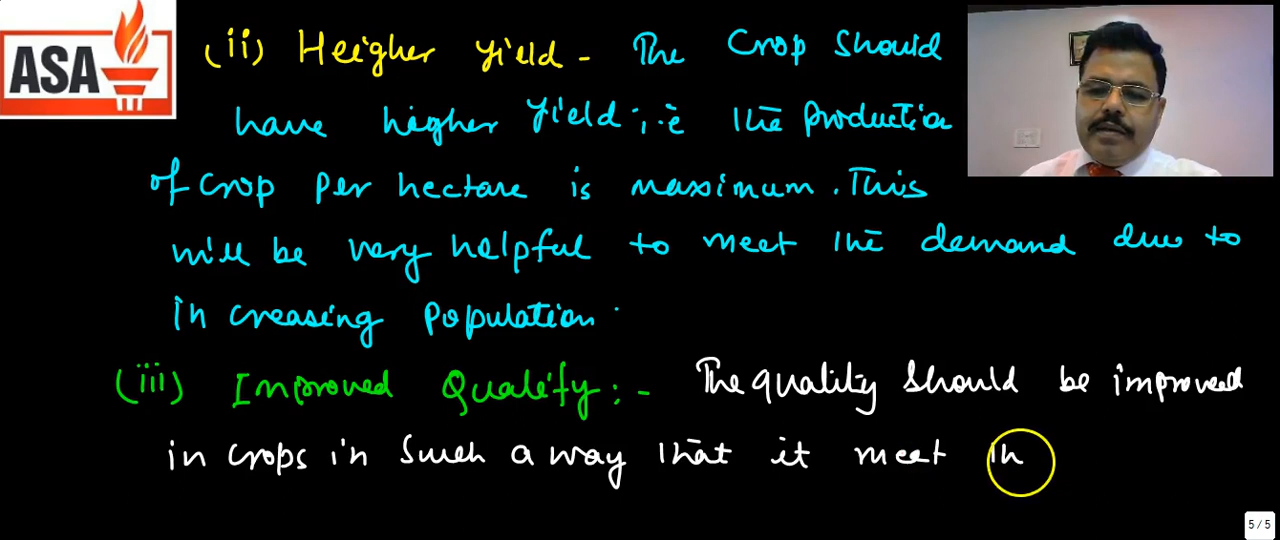 ASA
(ii) Heigher yield - The Crop Should
have higher yield; i.e the production
of crop per hectare is maximum. This
will be very helpful to meet the demand due to
increasing population.
(iii) Improved Quality :- The quality should be improved
in crops in such a way that it meet th
5/5